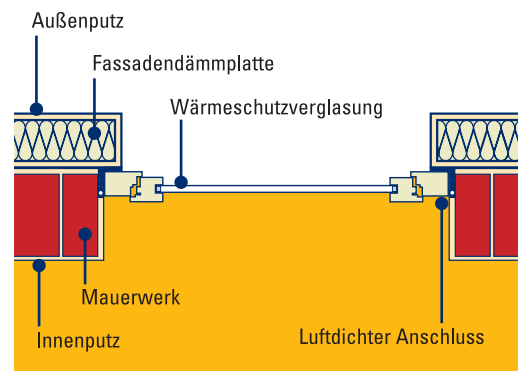 Außenputz
Fassadendämmplatte
Wärmeschutzverglasung
Mauerwerk
Innenputz
Luftdichter Anschluss